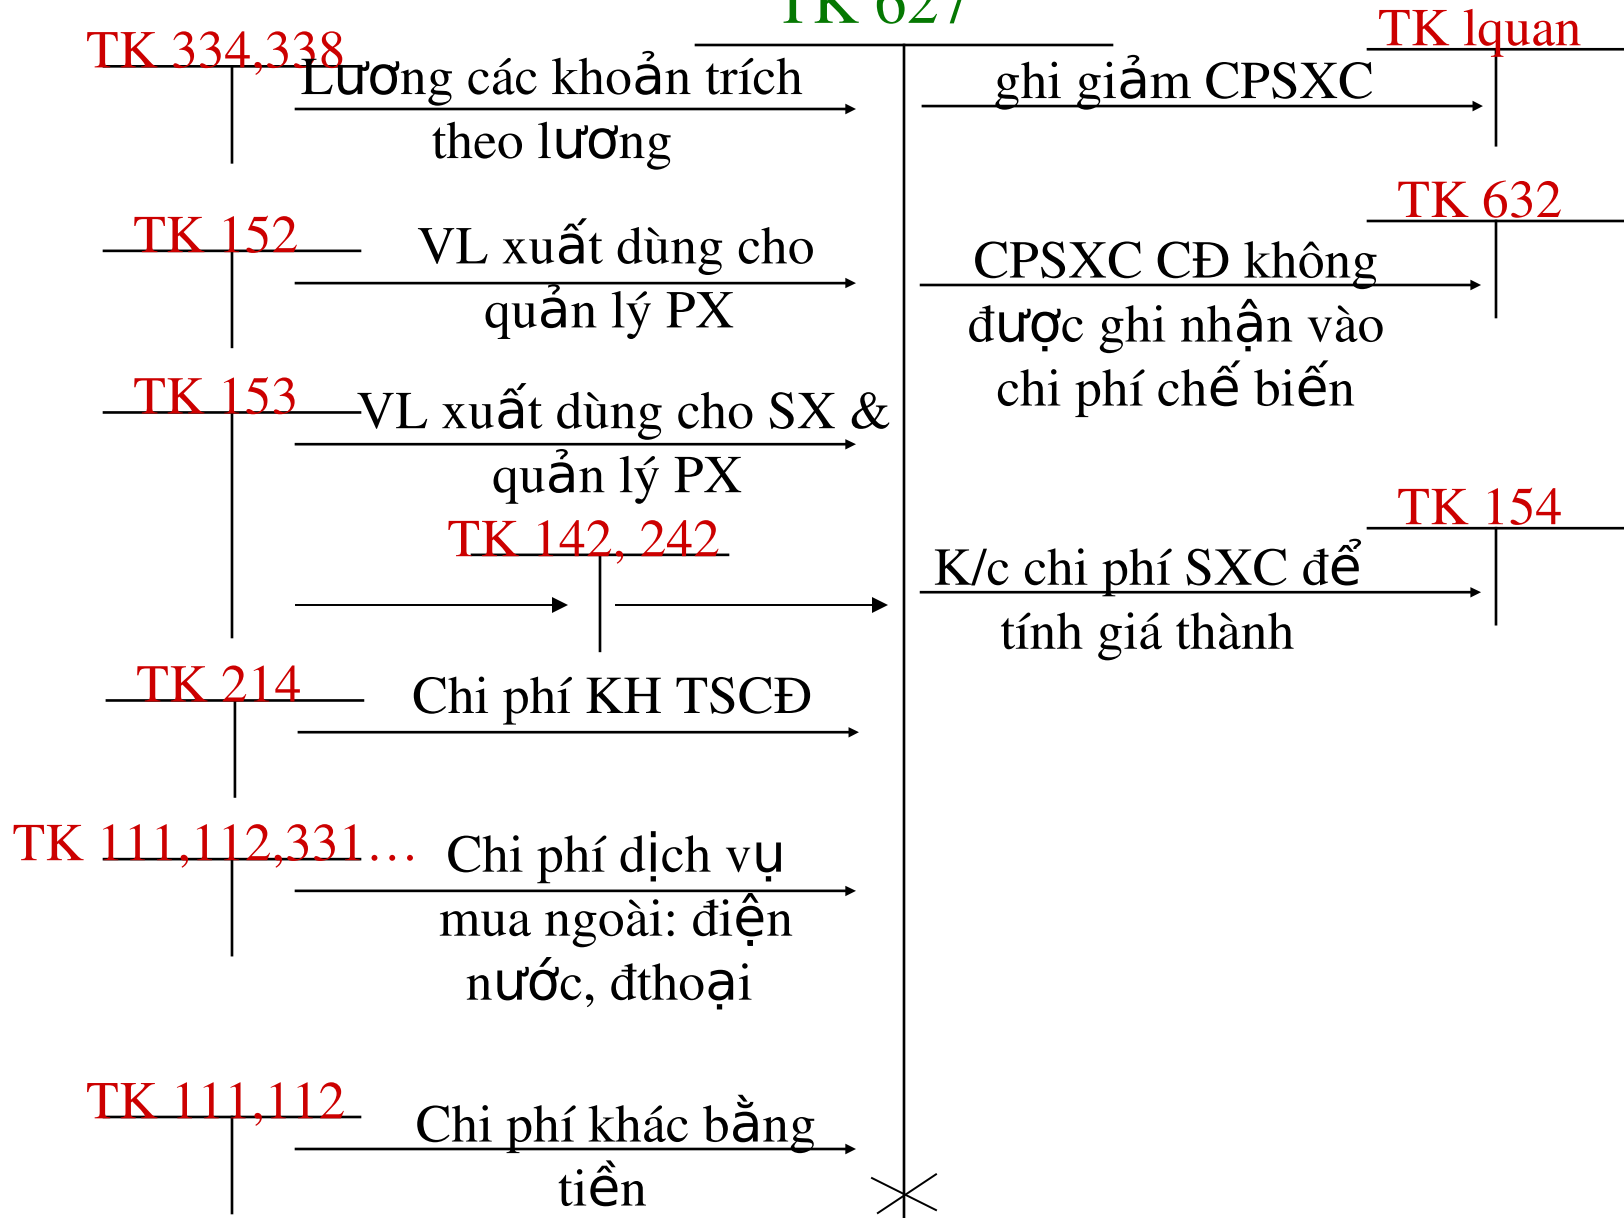 TK 627
TK 334,338
Lương các khoản trích
theo lương
ghi giảm CPSXC
TK lquan
TK 152
VL xuất dùng cho
quản lý PX
TK 632
CPSXC CĐ không
được ghi nhận vào
chi phí chế biến
TK 153
VL xuất dùng cho SX &
quản lý PX
TK 142, 242
TK 154
K/c chi phí SXC để
tính giá thành
TK 214
Chi phí KH TSCĐ
TK 111,112,331…
Chi phí dịch vụ
mua ngoài: điện
nước, đthoại
TK 111,112
Chi phí khác bằng
tiền